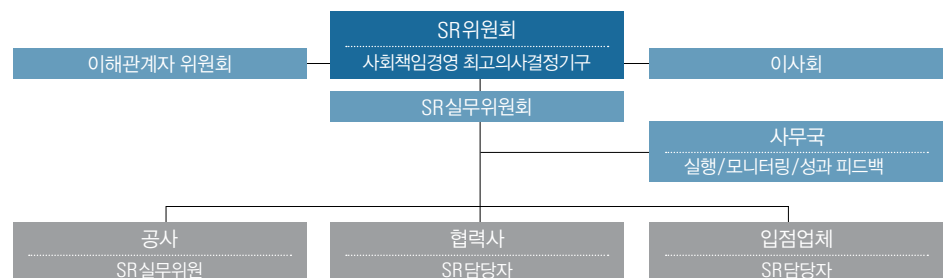 SR위원회
사회책임경영 최고의사결정기구
이해관계자 위원회
이사회
SR실무위원회
사무국
실행/모니터링/성과 피드백
공사
SR실무위원
협력사
SR담당자
입점업체
SR담당자